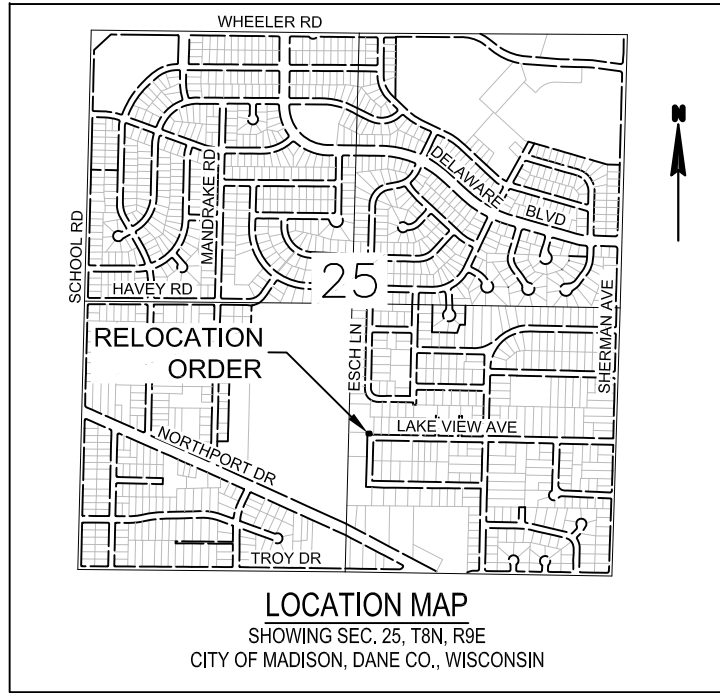 WHEELER RD
N
DELAWARE
BLVD
MANDRAKE RD
SCHOOL RD
HAVEY RD
25
SHERMAN AVE
RELOCATION
ORDER
ESCH LN
LAKE VIEW AVE
NORTHPORT DR
TROY DR
LOCATION MAP
SHOWING SEC. 25, T8N, R9E
CITY OF MADISON, DANE CO., WISCONSIN